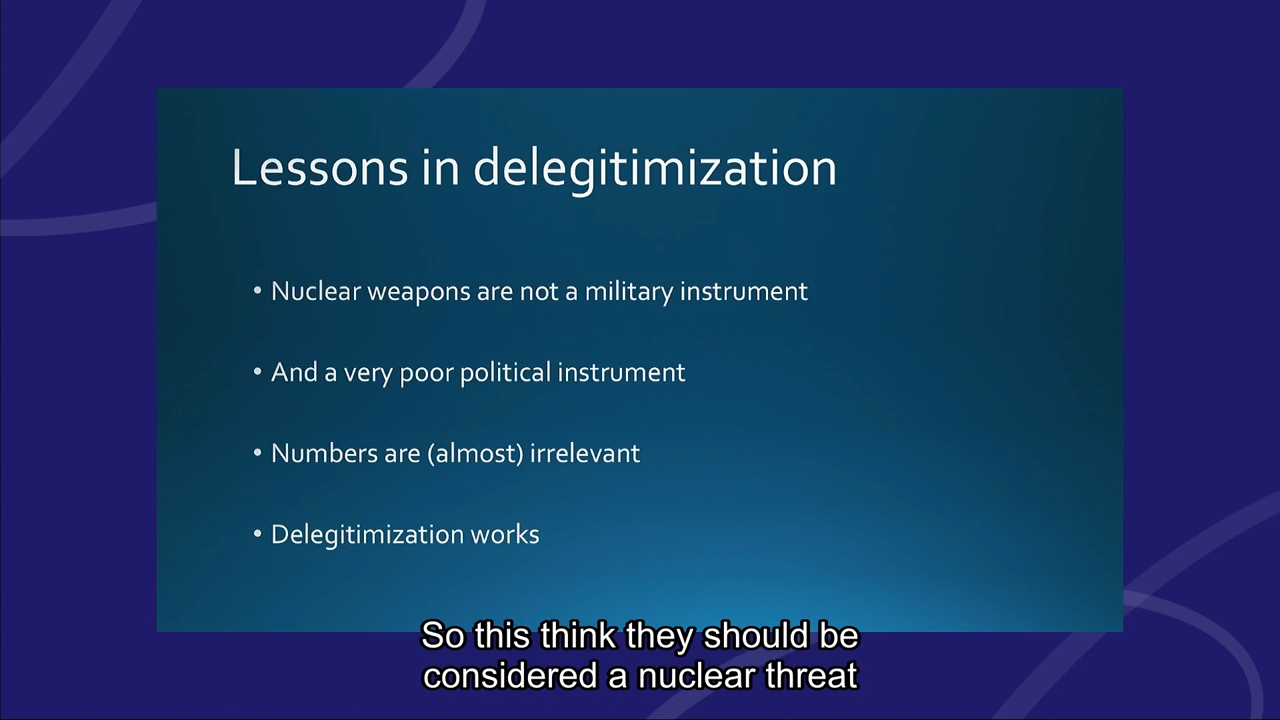 Lessons in delegitimization
• Nuclear weapons are not a military instrument
• And a very poor political instrument
• Numbers are (almost) irrelevant
• Delegitimization works
So this think they should be
considered a nuclear threat